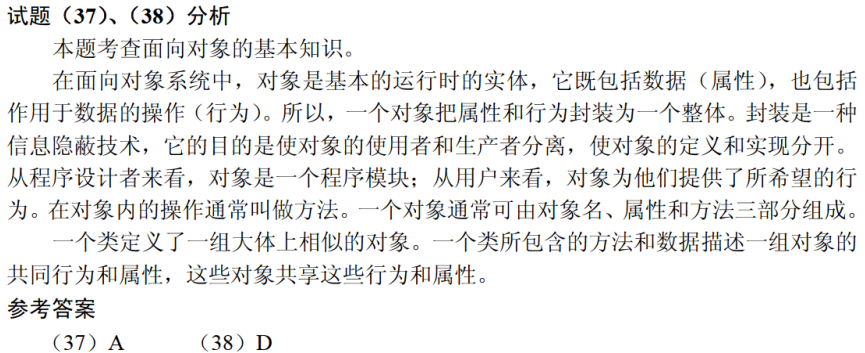 试题（37）、（38）分析
本题考查面向对象的基本知识。
在面向对象系统中，对象是基本的运行时的实体，它既包括数据（属性），也包括
作用于数据的操作（行为）。所以，一个对象把属性和行为封装为一个整体。封装是一种
信息隐蔽技术，它的目的是使对象的使用者和生产者分离，使对象的定义和实现分开。
从程序设计者来看，对象是一个程序模块；从用户来看，对象为他们提供了所希望的行
为。在对象内的操作通常叫做方法。一个对象通常可由对象名、属性和方法三部分组成。
一个类定义了一组大体上相似的对象。一个类所包含的方法和数据描述一组对象的
共同行为和属性，这些对象共享这些行为和属性。
参考答案
（37）A （38）D